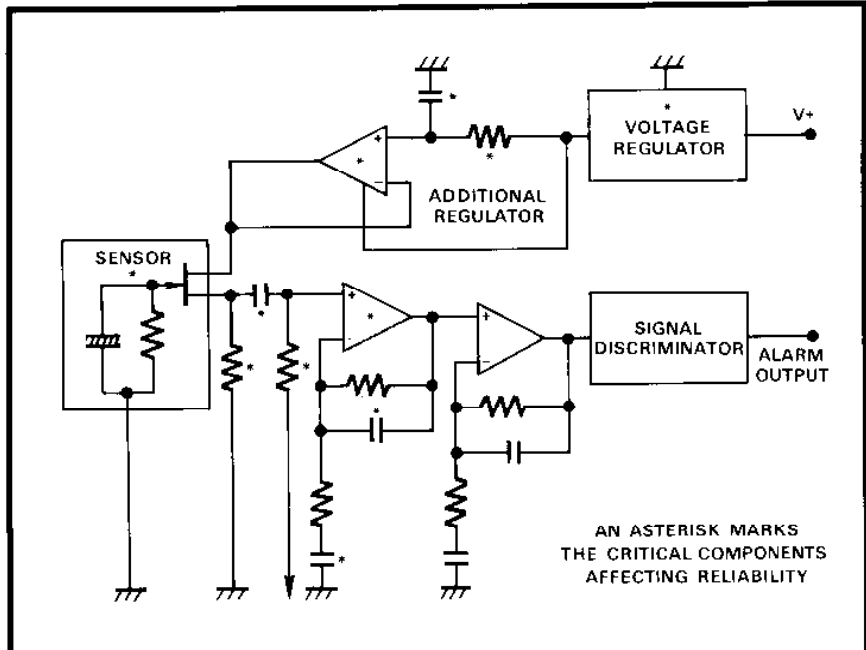 V+
*
VOLTAGE
REGULATOR
*
*
+
*
-
ADDITIONAL
REGULATOR
SENSOR
*
*
*
*
+
*
-
*
*
+
-
SIGNAL
DISCRIMINATOR
ALARM
OUTPUT
AN ASTERISK MARKS
THE CRITICAL COMPONENTS
AFFECTING RELIABILITY